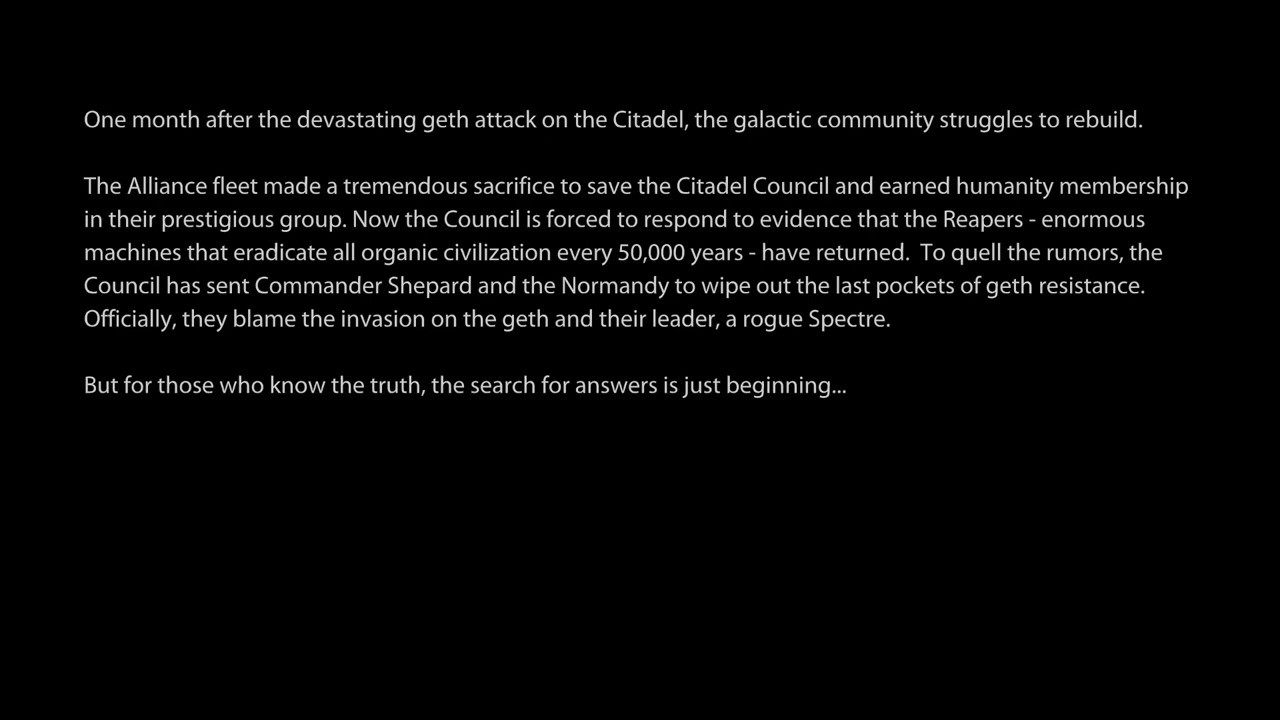 One month after the devastating geth attack on the Citadel, the galactic community struggles to rebuild.
The Alliance fleet made a tremendous sacrifice to save the Citadel Council and earned humanity membership
in their prestigious group. Now the Council is forced to respond to evidence that the Reapers - enormous
machines that eradicate all organic civilization every 50,000 years - have returned.  To quell the rumors, the
Council has sent Commander Shepard and the Normandy to wipe out the last pockets of geth resistance.
Officially, they blame the invasion on the geth and their leader, a rogue Spectre.
But for those who know the truth, the search for answers is just beginning...